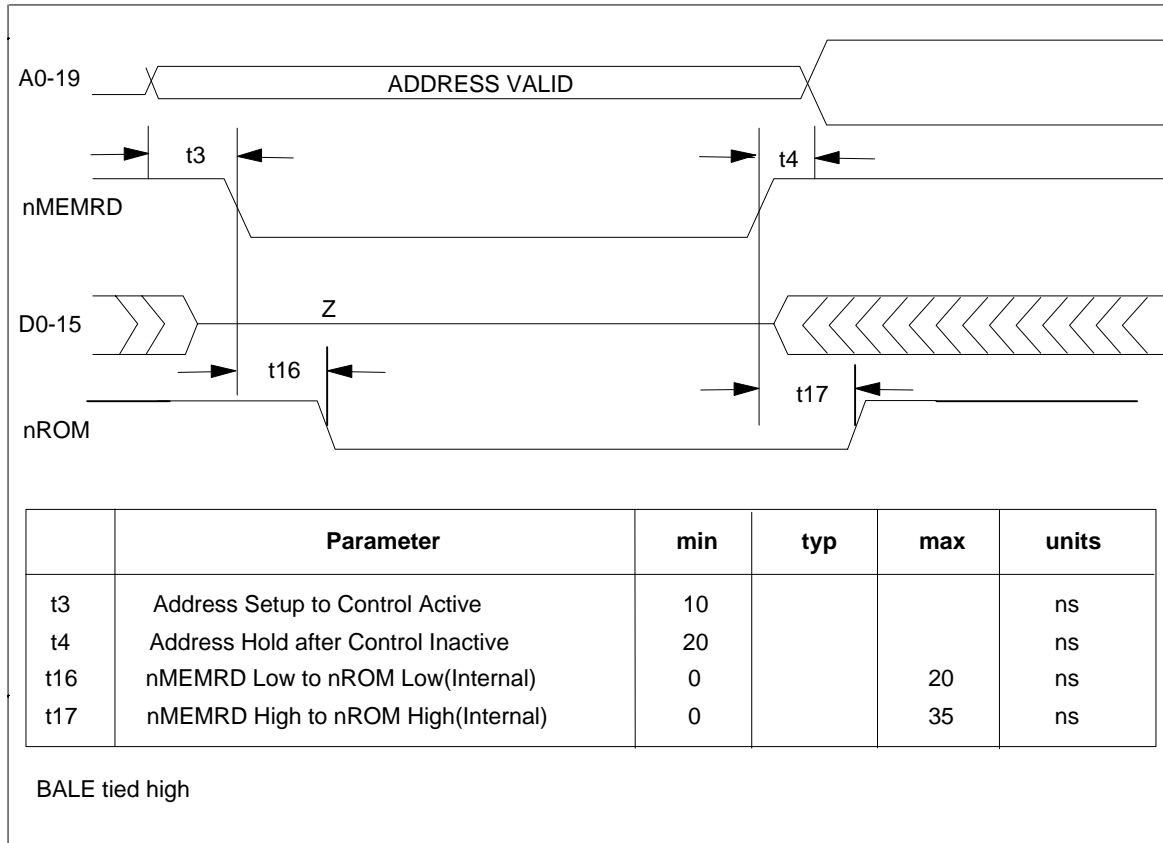 A0-19
ADDRESS VALID
t3
t4
nMEMRD
Z
D0-15
t16
t17
nROM
Parameter min typ max units
t3 Address Setup to Control Active 10 ns
t4 Address Hold after Control Inactive 20 ns
t16 nMEMRD Low to nROM Low(Internal) 0 20 ns
t17 nMEMRD High to nROM High(Internal) 0 35 ns
BALE tied high